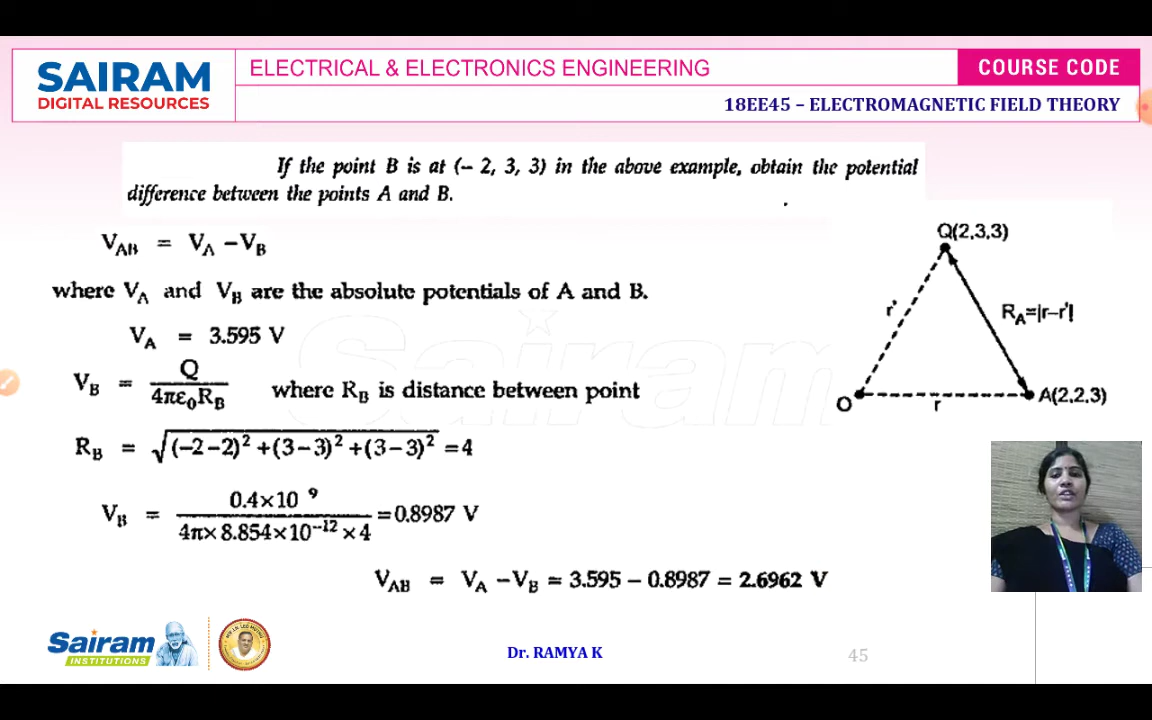 SAIRAM
DIGITAL RESOURCES
ELECTRICAL & ELECTRONICS ENGINEERING
COURSE CODE
18EE45 – ELECTROMAGNETIC FIELD THEORY
If the point B is at (– 2, 3, 3) in the above example, obtain the potential
difference between the points A and B.
V_AB = V_A – V_B
where V_A and V_B are the absolute potentials of A and B.
V_A = 3.595 V
V_B = Q / 4πε₀R_B where R_B is distance between point
R_B = √((–2–2)² + (3–3)² + (3–3)²) = 4
V_B = 0.4×10 ⁹ / 4π×8.854×10⁻¹²×4 = 0.8987 V
V_AB = V_A – V_B = 3.595 – 0.8987 = 2.6962 V
Q(2,3,3)
r'
R_A=|r–r'|
O
r
A(2,2,3)
Sairam
Sairam
INSTITUTIONS
Dr. RAMYA K
45